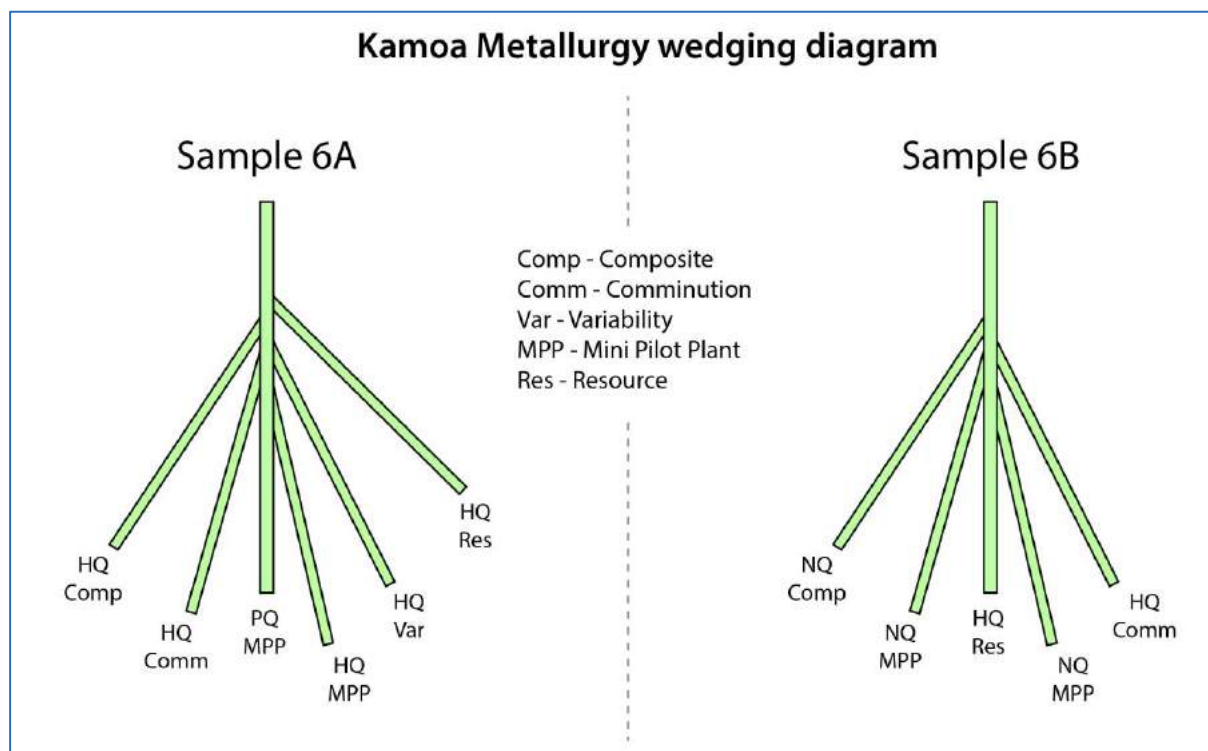 Kamoa Metallurgy wedging diagram
Sample 6A
HQ
Comp
HQ
Comm
PQ
MPP
HQ
MPP
HQ
Var
HQ
Res
Comp - Composite
Comm - Comminution
Var - Variability
MPP - Mini Pilot Plant
Res - Resource
Sample 6B
NQ
Comp
NQ
MPP
HQ
Res
NQ
MPP
HQ
Comm